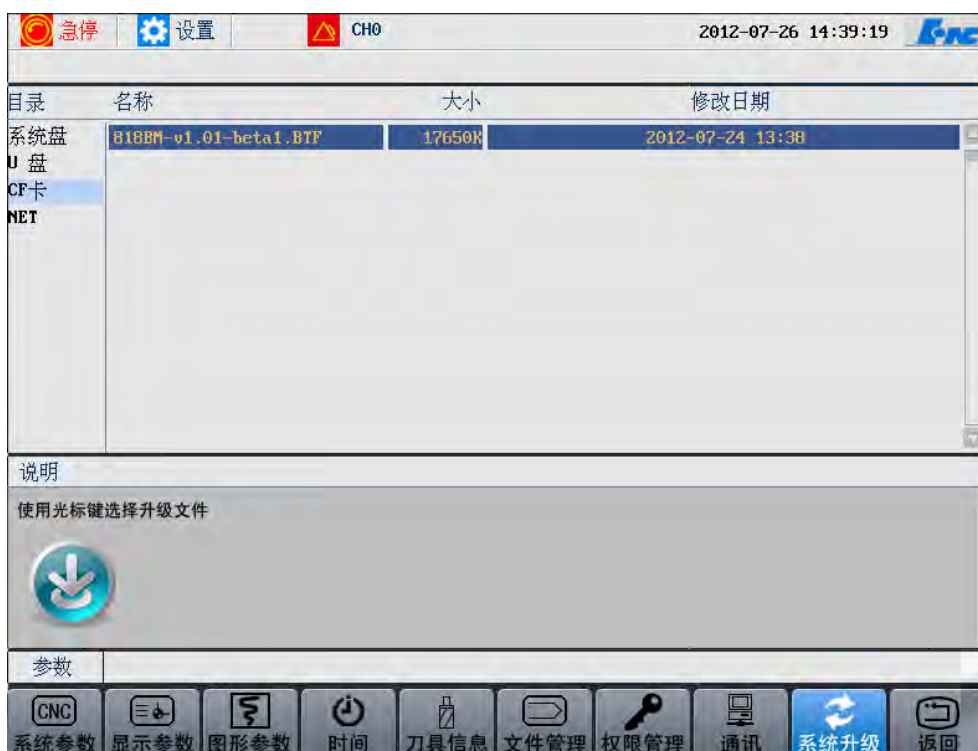 急停 设置 CH0 2012-07-26 14:39:19
目录 名称 大小 修改日期
系统盘 818BM-v1.01-beta1.BTF 17650K 2012-07-24 13:38
U 盘
CF卡
NET
说明
使用光标键选择升级文件
参数
CNC
系统参数 显示参数 图形参数 时间 刀具信息 文件管理 权限管理 通讯 系统升级 返回